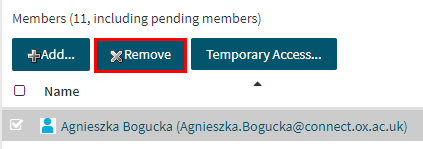 Members (11, including pending members)
Add... Remove Temporary Access...
Name
Agnieszka Bogucka (Agnieszka.Bogucka@connect.ox.ac.uk)